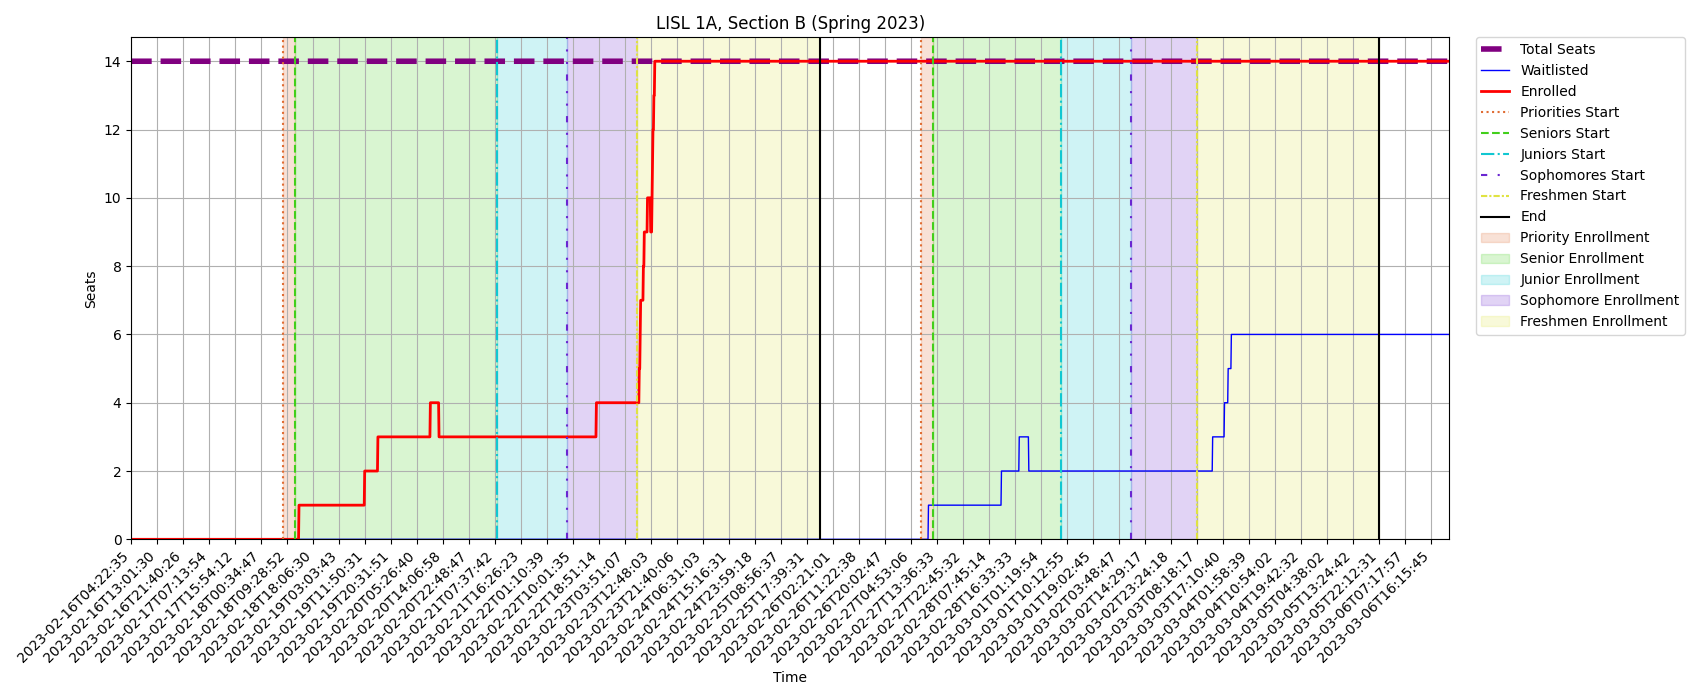 LISL 1A, Section B (Spring 2023)
Seats
14
12
10
8
6
4
2
0
2023-02-16T04:22:35
2023-02-16T13:01:30
2023-02-16T21:40:26
2023-02-17T07:13:54
2023-02-17T15:54:12
2023-02-18T00:34:47
2023-02-18T09:28:52
2023-02-18T18:06:30
2023-02-19T03:03:43
2023-02-19T11:50:31
2023-02-19T20:31:51
2023-02-20T05:26:40
2023-02-20T14:06:58
2023-02-20T22:48:47
2023-02-21T07:37:42
2023-02-21T16:26:23
2023-02-22T01:10:39
2023-02-22T10:01:35
2023-02-22T18:51:14
2023-02-23T03:51:07
2023-02-23T12:48:03
2023-02-23T21:40:06
2023-02-24T06:31:03
2023-02-24T15:16:31
2023-02-24T23:59:18
2023-02-25T08:56:37
2023-02-25T17:39:31
2023-02-26T02:21:01
2023-02-26T11:22:38
2023-02-26T20:02:47
2023-02-27T04:53:06
2023-02-27T13:36:33
2023-02-27T22:45:32
2023-02-28T07:45:14
2023-02-28T16:33:33
2023-03-01T01:19:54
2023-03-01T10:12:55
2023-03-01T19:02:45
2023-03-02T03:48:47
2023-03-02T14:29:17
2023-03-02T23:24:18
2023-03-03T08:18:17
2023-03-03T17:10:40
2023-03-04T01:58:39
2023-03-04T10:54:02
2023-03-04T19:42:32
2023-03-05T04:38:02
2023-03-05T13:24:42
2023-03-05T22:12:31
2023-03-06T07:17:57
2023-03-06T16:15:45
Time
Total Seats
Waitlisted
Enrolled
Priorities Start
Seniors Start
Juniors Start
Sophomores Start
Freshmen Start
End
Priority Enrollment
Senior Enrollment
Junior Enrollment
Sophomore Enrollment
Freshmen Enrollment